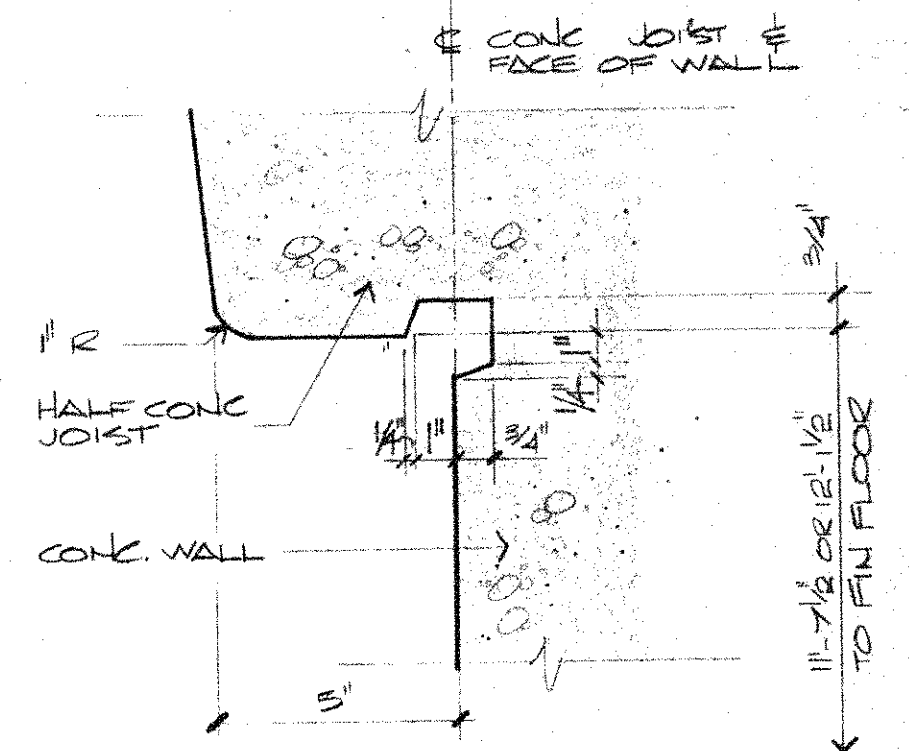 ℄ CONC JOIST &
FACE OF WALL
3/4"
1" R
1"
1/4"
HALF CONC
JOIST
1/4" 1" 3/4"
11'-7 1/2" OR 12'-1 1/2"
TO FIN FLOOR
CONC. WALL
5"